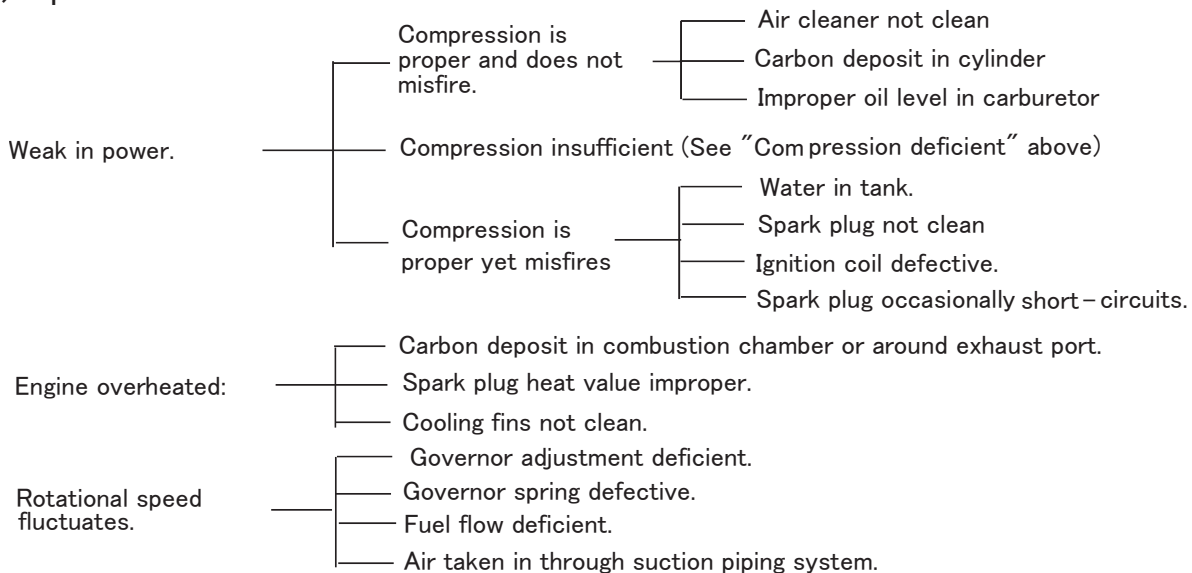 Weak in power.
Compression is
proper and does not
misfire.
Air cleaner not clean
Carbon deposit in cylinder
Improper oil level in carburetor
Compression insufficient (See "Com pression deficient" above)
Compression is
proper yet misfires
Water in tank.
Spark plug not clean
Ignition coil defective.
Spark plug occasionally short-circuits.
Engine overheated:
Carbon deposit in combustion chamber or around exhaust port.
Spark plug heat value improper.
Cooling fins not clean.
Rotational speed
fluctuates.
Governor adjustment deficient.
Governor spring defective.
Fuel flow deficient.
Air taken in through suction piping system.